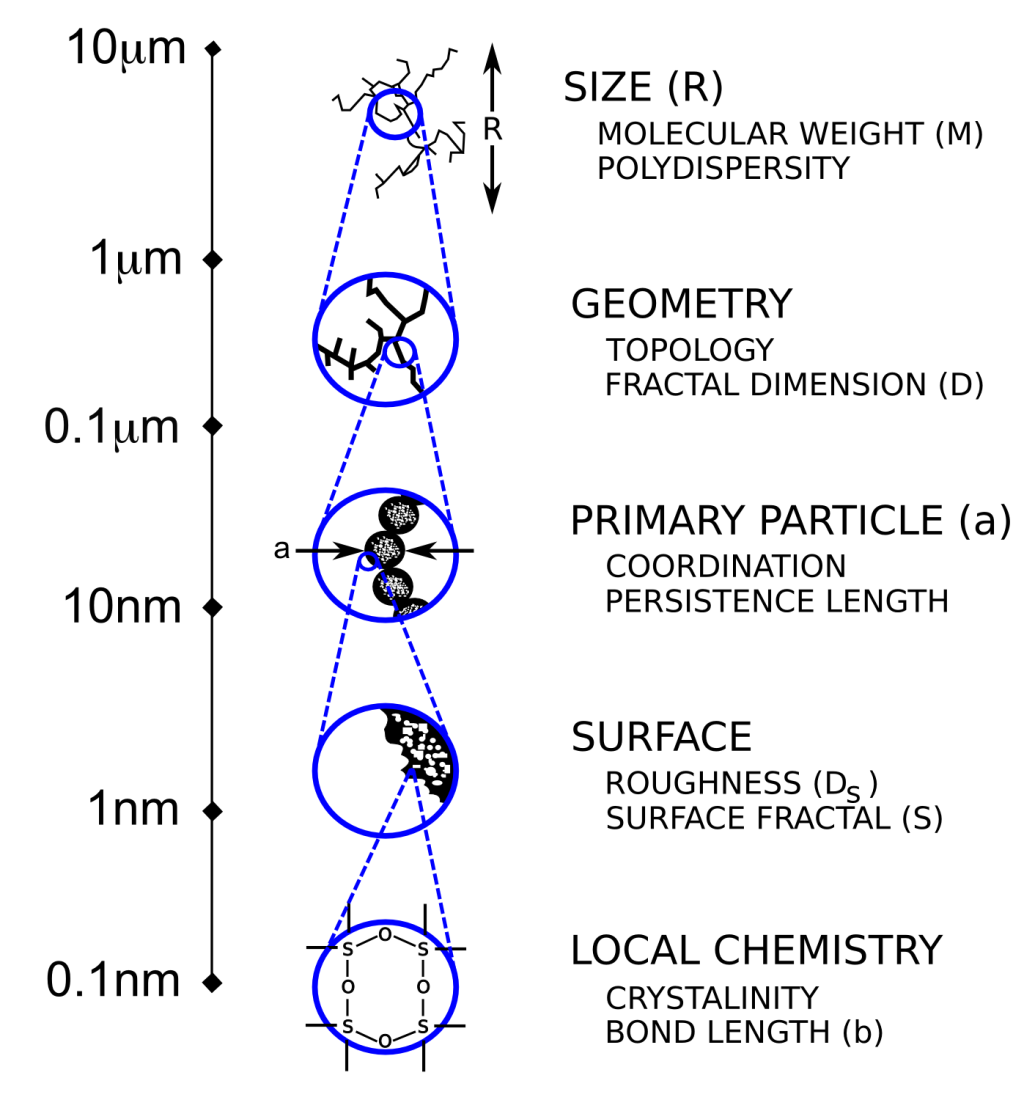 10μm
R
SIZE (R)
MOLECULAR WEIGHT (M)
POLYDISPERSITY
1μm
GEOMETRY
TOPOLOGY
FRACTAL DIMENSION (D)
0.1μm
a
PRIMARY PARTICLE (a)
COORDINATION
PERSISTENCE LENGTH
10nm
SURFACE
ROUGHNESS (DS)
SURFACE FRACTAL (S)
1nm
LOCAL CHEMISTRY
CRYSTALINITY
BOND LENGTH (b)
0.1nm
O
S S
O O
S S
O